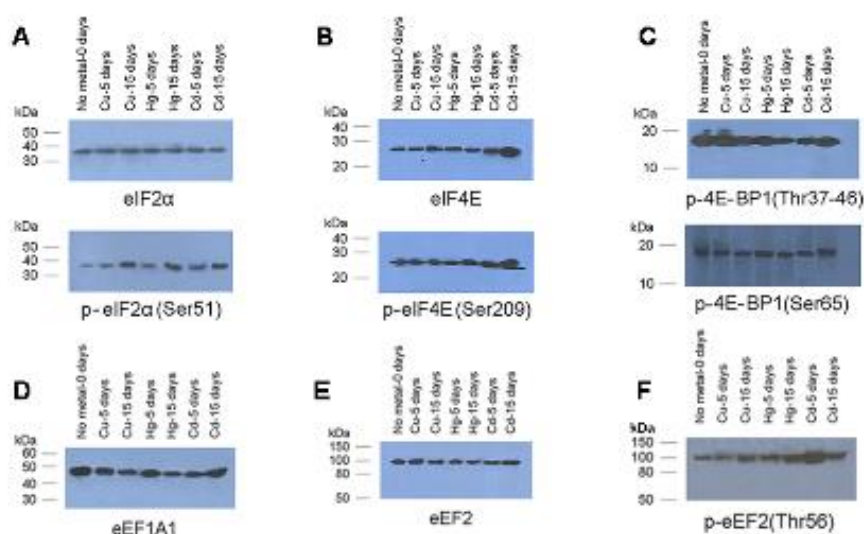 A
No metal-0 days
Cu-5 days
Cu-15 days
Hg-5 days
Hg-15 days
Cd-5 days
Cd-15 days
kDa
50
40
30
eIF2α
kDa
50
40
30
p-eIF2α(Ser51)
B
No metal-0 days
Cu-5 days
Cu-15 days
Hg-5 days
Hg-15 days
Cd-5 days
Cd-15 days
kDa
40
30
20
eIF4E
kDa
40
30
20
p-eIF4E(Ser209)
C
No metal-0 days
Cu-5 days
Cu-15 days
Hg-5 days
Hg-15 days
Cd-5 days
Cd-15 days
kDa
20
10
p-4E-BP1(Thr37-46)
kDa
20
10
p-4E-BP1(Ser65)
D
No metal-0 days
Cu-5 days
Cu-15 days
Hg-5 days
Hg-15 days
Cd-5 days
Cd-15 days
kDa
60
50
40
30
eEF1A1
E
No metal-0 days
Cu-5 days
Cu-15 days
Hg-5 days
Hg-15 days
Cd-5 days
Cd-15 days
kDa
150
100
80
50
eEF2
F
No metal-0 days
Cu-5 days
Cu-15 days
Hg-5 days
Hg-15 days
Cd-5 days
Cd-15 days
kDa
150
100
80
50
p-eEF2(Thr56)